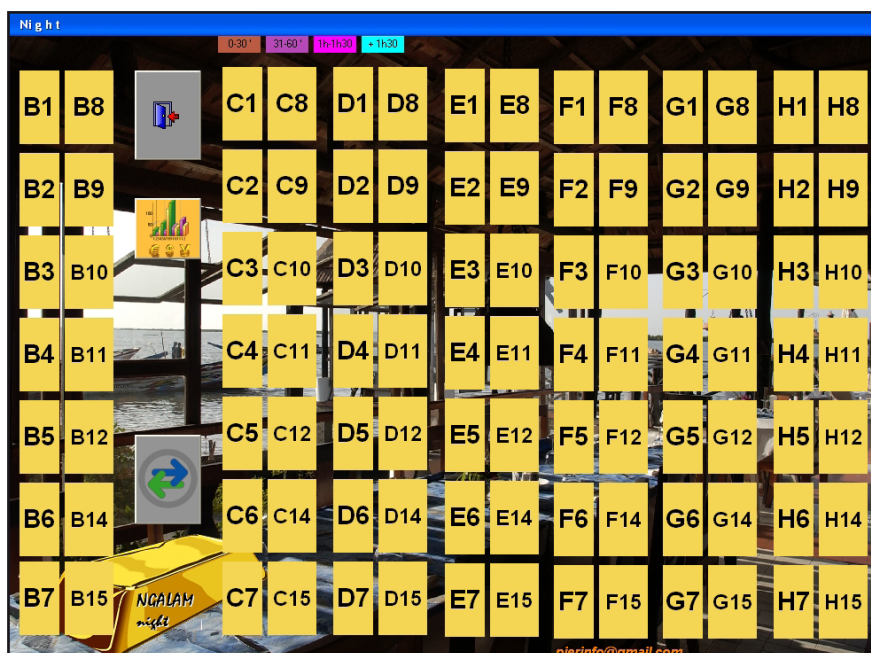 Night
0-30' 31-60' 1h-1h30 + 1h30
B1 B8 C1 C8 D1 D8 E1 E8 F1 F8 G1 G8 H1 H8
B2 B9 C2 C9 D2 D9 E2 E9 F2 F9 G2 G9 H2 H9
B3 B10 C3 C10 D3 D10 E3 E10 F3 F10 G3 G10 H3 H10
B4 B11 C4 C11 D4 D11 E4 E11 F4 F11 G4 G11 H4 H11
B5 B12 C5 C12 D5 D12 E5 E12 F5 F12 G5 G12 H5 H12
B6 B14 C6 C14 D6 D14 E6 E14 F6 F14 G6 G14 H6 H14
B7 B15 C7 C15 D7 D15 E7 E15 F7 F15 G7 G15 H7 H15
NGALAM
night
pierinfo@gmail.com